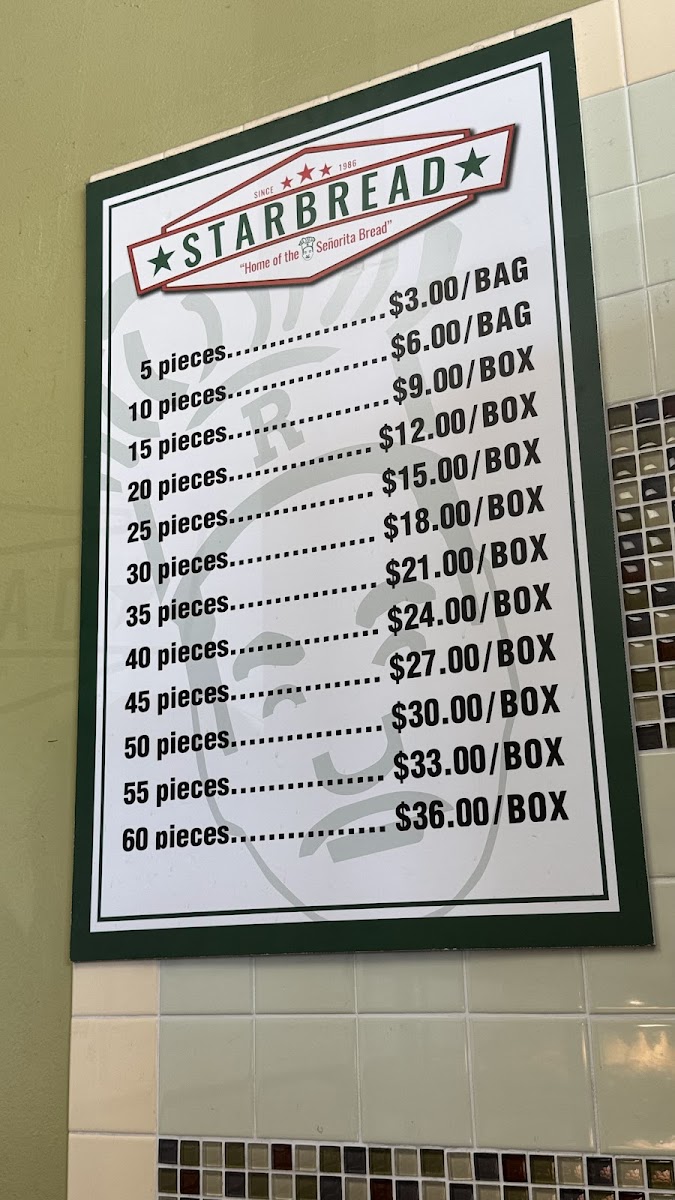 SINCE 1986
STARBREAD
"Home of the Señorita Bread"
5 pieces....................$3.00/BAG
10 pieces...................$6.00/BAG
15 pieces...................$9.00/BOX
20 pieces.................$12.00/BOX
25 pieces.................$15.00/BOX
30 pieces.................$18.00/BOX
35 pieces.................$21.00/BOX
40 pieces.................$24.00/BOX
45 pieces.................$27.00/BOX
50 pieces.................$30.00/BOX
55 pieces.................$33.00/BOX
60 pieces.................$36.00/BOX
R